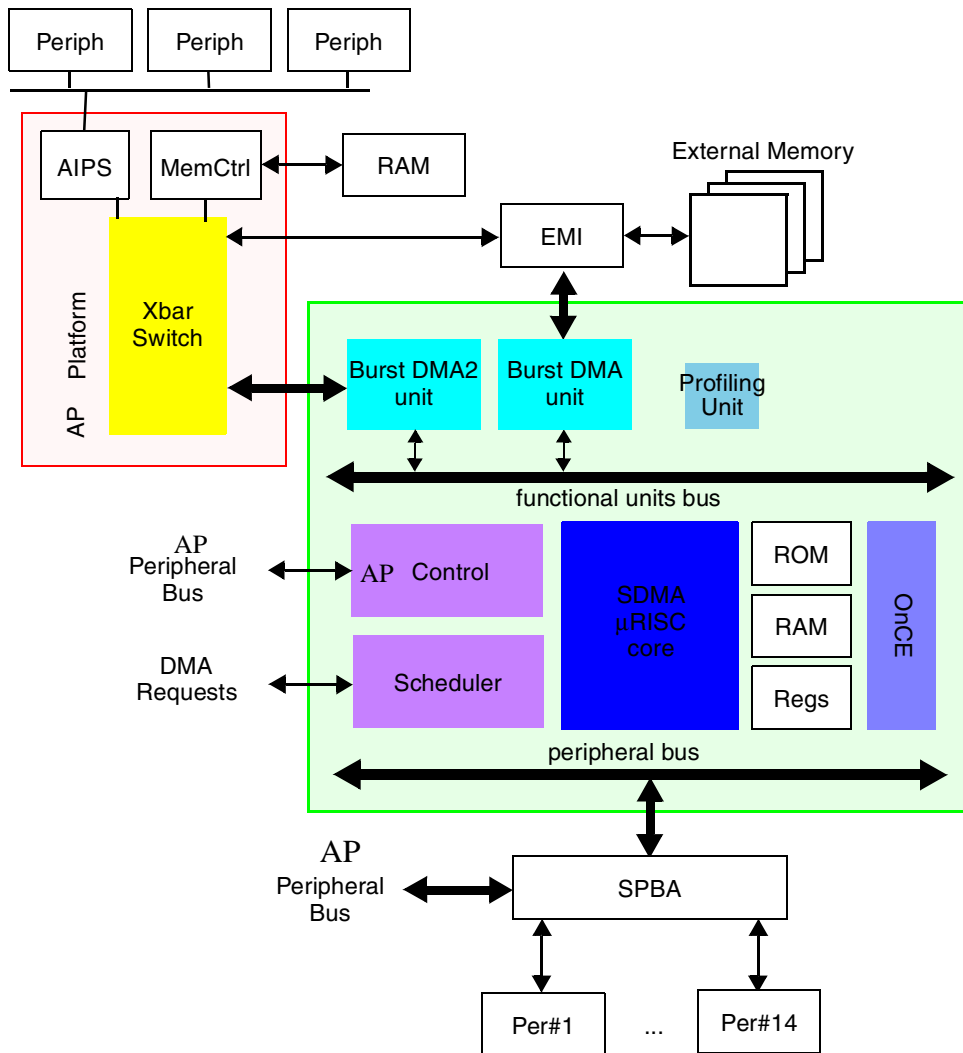 Periph
Periph
Periph
AIPS
MemCtrl
RAM
External Memory
EMI
Xbar
Switch
AP Platform
Burst DMA2
unit
Burst DMA
unit
Profiling
Unit
functional units bus
AP
Peripheral
Bus
AP Control
SDMA
μRISC
core
ROM
RAM
Regs
OnCE
DMA
Requests
Scheduler
peripheral bus
AP
Peripheral
Bus
SPBA
Per#1
...
Per#14